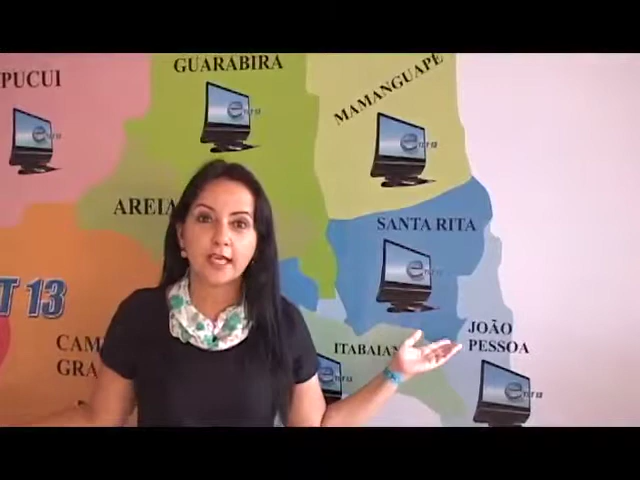 PUCUI
GUARABIRA
MAMANGUAPE
AREIA
SANTA RITA
T 13
CAM
GRA
ITABAIAN
JOÃO
PESSOA